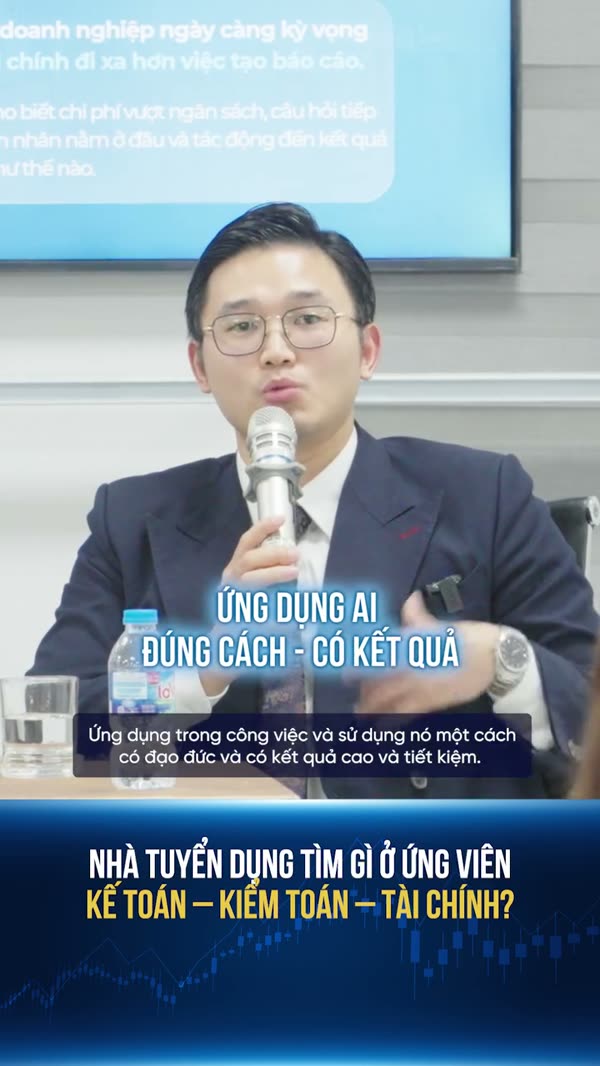 doanh nghiệp ngày càng kỳ vọng
chính đi xa hơn việc tạo báo cáo.
cho biết chi phí vượt ngân sách, câu hỏi tiếp
nhân nằm ở đâu và tác động đến kết quả
như thế nào.
ỨNG DỤNG AI
ĐÚNG CÁCH - CÓ KẾT QUẢ
Ứng dụng trong công việc và sử dụng nó một cách
có đạo đức và có kết quả cao và tiết kiệm.
NHÀ TUYỂN DỤNG TÌM GÌ Ở ỨNG VIÊN
KẾ TOÁN – KIỂM TOÁN – TÀI CHÍNH?